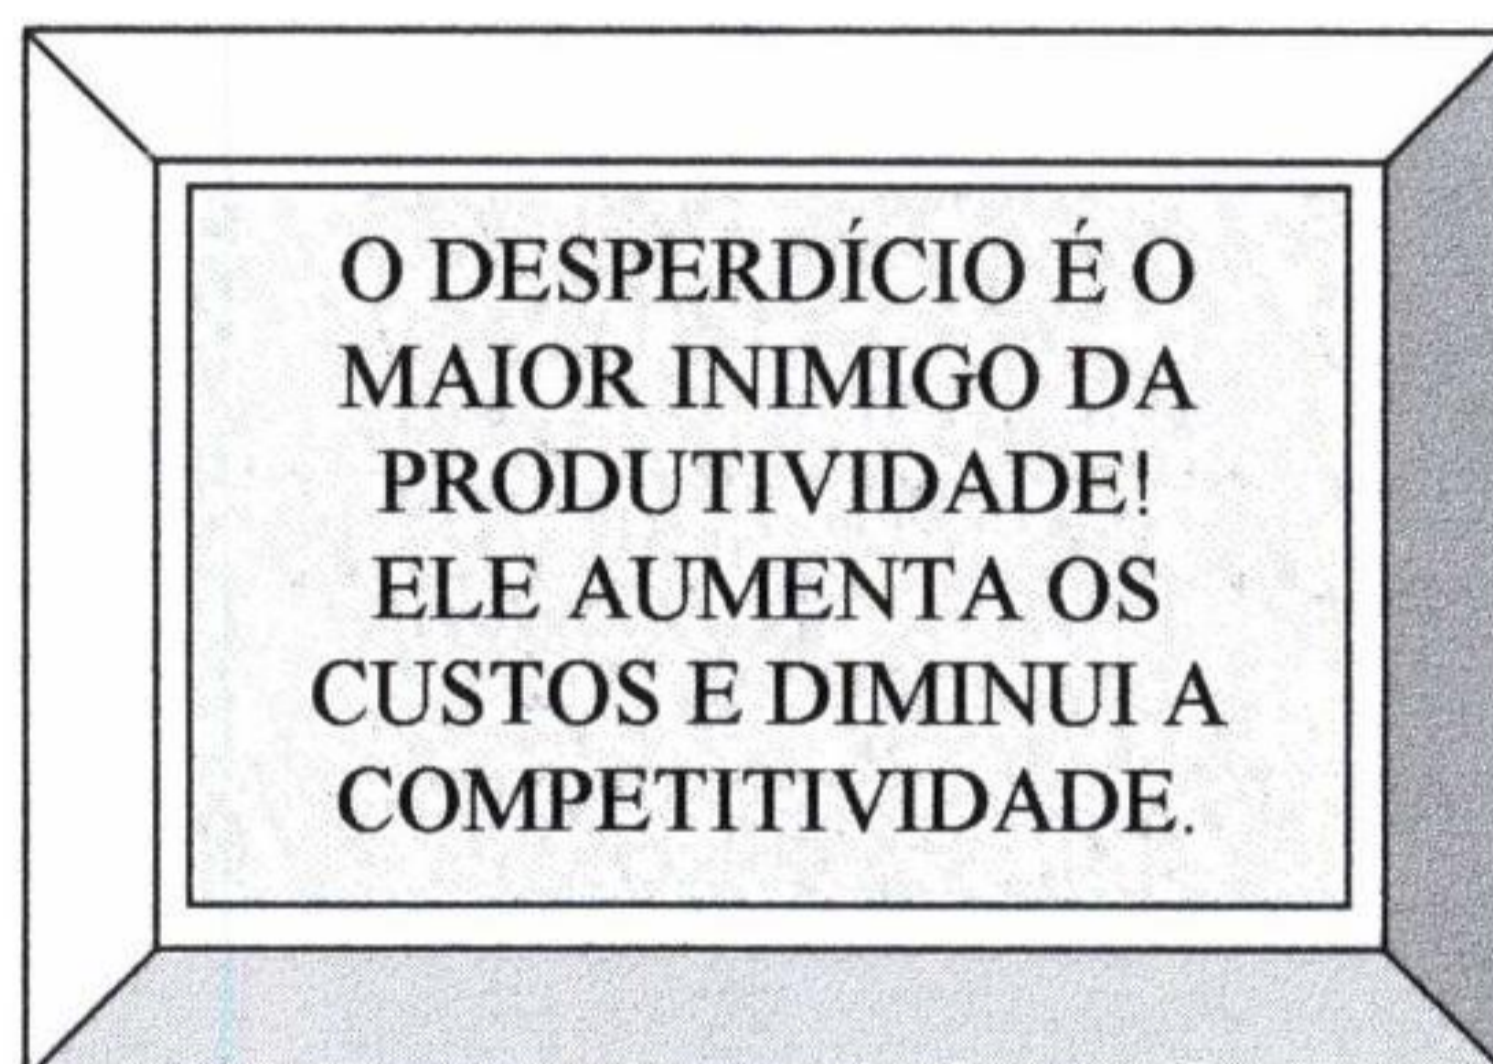 O DESPERDÍCIO É O
MAIOR INIMIGO DA
PRODUTIVIDADE!
ELE AUMENTA OS
CUSTOS E DIMINUI A
COMPETITIVIDADE.